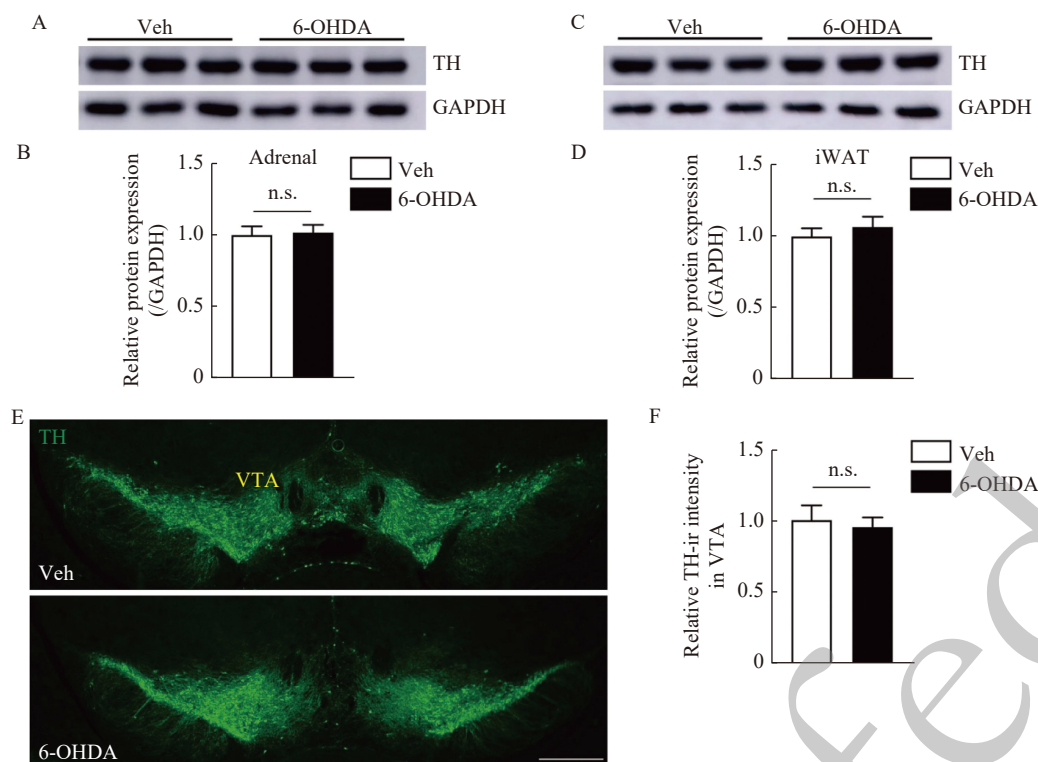 A
Veh 6-OHDA
TH
GAPDH
C
Veh 6-OHDA
TH
GAPDH
B
Adrenal
Relative protein expression
(/GAPDH)
1.5
1.0
0.5
0
n.s.
Veh
6-OHDA
D
iWAT
Relative protein expression
(/GAPDH)
1.5
1.0
0.5
0
n.s.
Veh
6-OHDA
E
TH
VTA
Veh
6-OHDA
F
Relative TH-ir intensity
in VTA
1.5
1.0
0.5
0
n.s.
Veh
6-OHDA